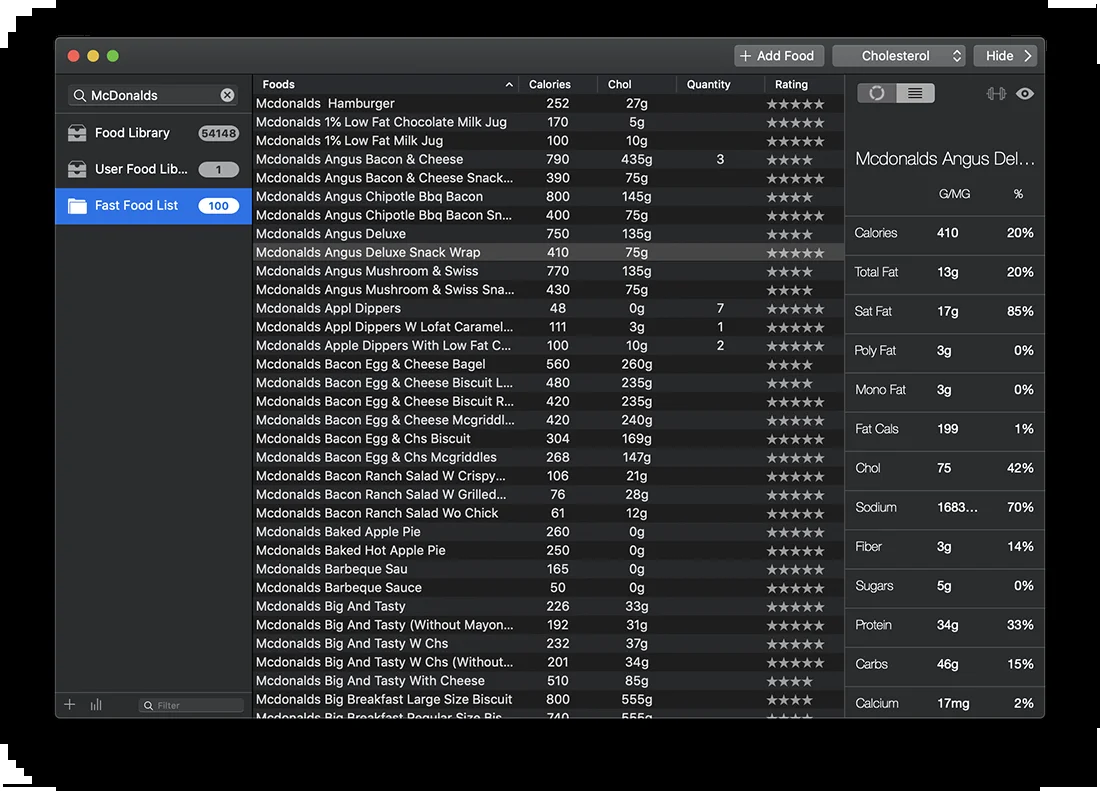 + Add Food
Cholesterol
Hide
McDonalds
Food Library 54148
User Food Lib... 1
Fast Food List 100
Filter
Foods Calories Chol Quantity Rating
Mcdonalds  Hamburger 252 27g ★★★★★
Mcdonalds 1% Low Fat Chocolate Milk Jug 170 5g ★★★★★
Mcdonalds 1% Low Fat Milk Jug 100 10g ★★★★★
Mcdonalds Angus Bacon & Cheese 790 435g 3 ★★★★
Mcdonalds Angus Bacon & Cheese Snack... 390 75g ★★★★★
Mcdonalds Angus Chipotle Bbq Bacon 800 145g ★★★★
Mcdonalds Angus Chipotle Bbq Bacon Sn... 400 75g ★★★★★
Mcdonalds Angus Deluxe 750 135g ★★★★
Mcdonalds Angus Deluxe Snack Wrap 410 75g ★★★★★
Mcdonalds Angus Mushroom & Swiss 770 135g ★★★★
Mcdonalds Angus Mushroom & Swiss Sna... 430 75g ★★★★
Mcdonalds Appl Dippers 48 0g 7 ★★★★★
Mcdonalds Appl Dippers W Lofat Caramel... 111 3g 1 ★★★★★
Mcdonalds Apple Dippers With Low Fat C... 100 10g 2 ★★★★★
Mcdonalds Bacon Egg & Cheese Bagel 560 260g ★★★★
Mcdonalds Bacon Egg & Cheese Biscuit L... 480 235g ★★★★
Mcdonalds Bacon Egg & Cheese Biscuit R... 420 235g ★★★★★
Mcdonalds Bacon Egg & Cheese Mcgriddl... 420 240g ★★★★★
Mcdonalds Bacon Egg & Chs Biscuit 304 169g ★★★★★
Mcdonalds Bacon Egg & Chs Mcgriddles 268 147g ★★★★★
Mcdonalds Bacon Ranch Salad W Crispy... 106 21g ★★★★★
Mcdonalds Bacon Ranch Salad W Grilled... 76 28g ★★★★★
Mcdonalds Bacon Ranch Salad Wo Chick 61 12g ★★★★★
Mcdonalds Baked Apple Pie 260 0g ★★★★★
Mcdonalds Baked Hot Apple Pie 250 0g ★★★★★
Mcdonalds Barbeque Sau 165 0g ★★★★★
Mcdonalds Barbeque Sauce 50 0g ★★★★★
Mcdonalds Big And Tasty 226 33g ★★★★★
Mcdonalds Big And Tasty (Without Mayon... 192 31g ★★★★★
Mcdonalds Big And Tasty W Chs 232 37g ★★★★★
Mcdonalds Big And Tasty W Chs (Without... 201 34g ★★★★★
Mcdonalds Big And Tasty With Cheese 510 85g ★★★★
Mcdonalds Big Breakfast Large Size Biscuit 800 555g ★★★★
Mcdonalds Big Breakfast Regular Size Bis... 740 555g ★★★★
Mcdonalds Angus Del...
G/MG %
Calories 410 20%
Total Fat 13g 20%
Sat Fat 17g 85%
Poly Fat 3g 0%
Mono Fat 3g 0%
Fat Cals 199 1%
Chol 75 42%
Sodium 1683... 70%
Fiber 3g 14%
Sugars 5g 0%
Protein 34g 33%
Carbs 46g 15%
Calcium 17mg 2%